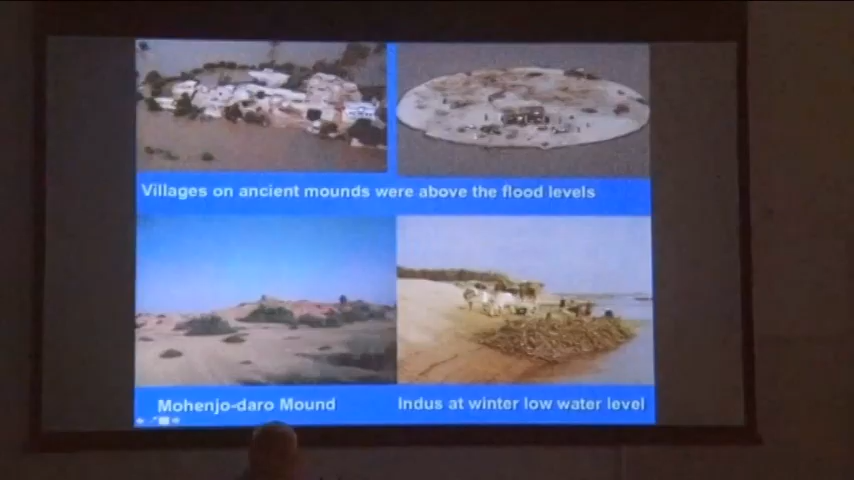 Villages on ancient mounds were above the flood levels
Mohenjo-daro Mound
Indus at winter low water level